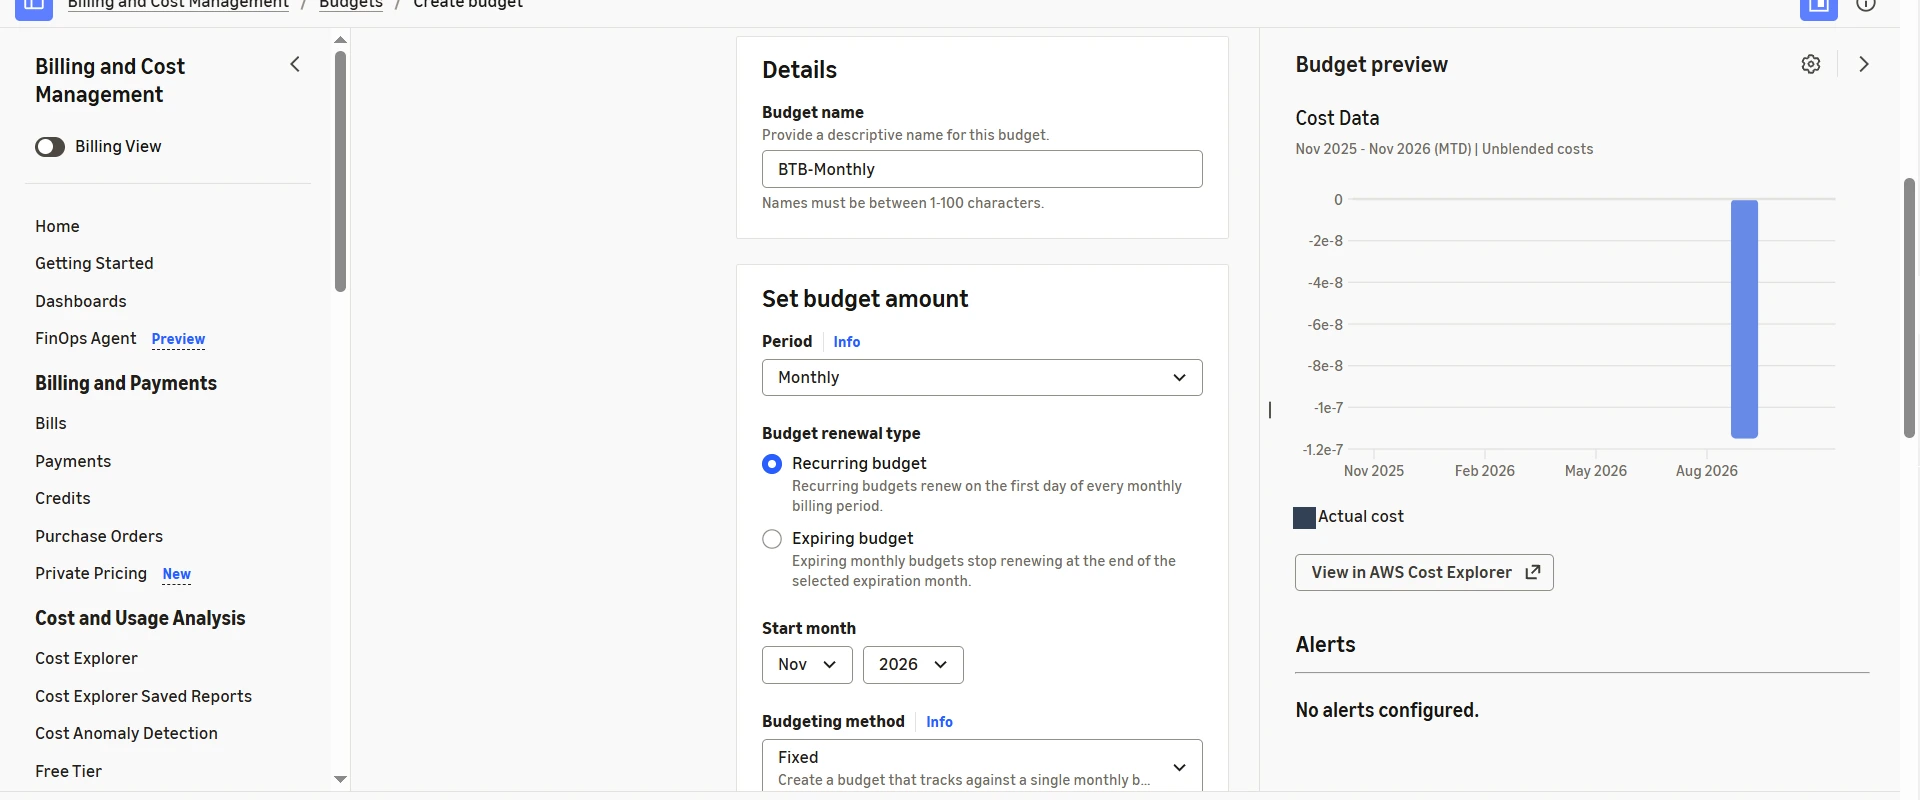 Billing and Cost Management / Budgets / Create budget
Billing and Cost
Management
Billing View
Home
Getting Started
Dashboards
FinOps Agent Preview
Billing and Payments
Bills
Payments
Credits
Purchase Orders
Private Pricing New
Cost and Usage Analysis
Cost Explorer
Cost Explorer Saved Reports
Cost Anomaly Detection
Free Tier
Details
Budget name
Provide a descriptive name for this budget.
BTB-Monthly
Names must be between 1-100 characters.
Set budget amount
Period Info
Monthly
Budget renewal type
Recurring budget
Recurring budgets renew on the first day of every monthly
billing period.
Expiring budget
Expiring monthly budgets stop renewing at the end of the
selected expiration month.
Start month
Nov 2026
Budgeting method Info
Fixed
Create a budget that tracks against a single monthly b...
Budget preview
Cost Data
Nov 2025 - Nov 2026 (MTD) | Unblended costs
0
-2e-8
-4e-8
-6e-8
-8e-8
-1e-7
-1.2e-7
Nov 2025 Feb 2026 May 2026 Aug 2026
Actual cost
View in AWS Cost Explorer
Alerts
No alerts configured.